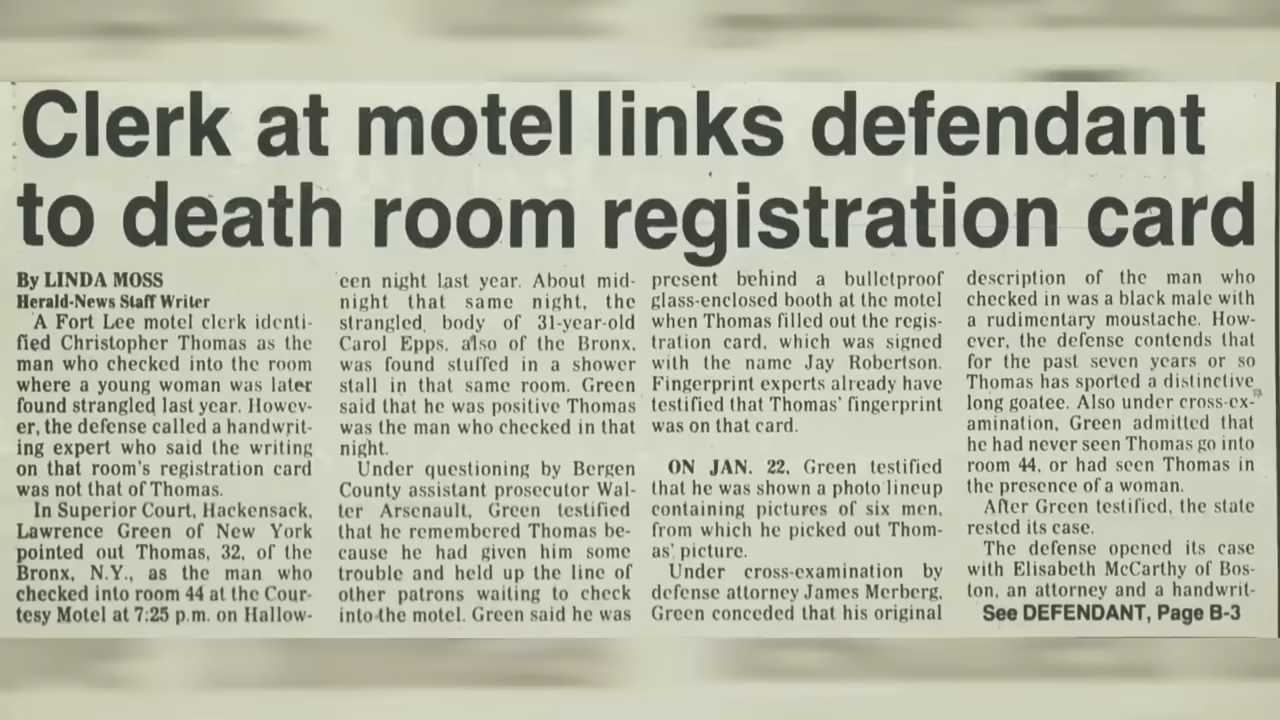 Clerk at motel links defendant
to death room registration card
By LINDA MOSS
Herald-News Staff Writer
A Fort Lee motel clerk identi-
fied Christopher Thomas as the
man who checked into the room
where a young woman was later
found strangled last year. Howev-
er, the defense called a handwrit-
ing expert who said the writing
on that room's registration card
was not that of Thomas.
In Superior Court, Hackensack,
Lawrence Green of New York
pointed out Thomas, 32, of the
Bronx, N.Y., as the man who
checked into room 44 at the Cour-
tesy Motel at 7:25 p.m. on Hallow-
een night last year. About mid-
night that same night, the
strangled body of 31-year-old
Carol Epps, also of the Bronx,
was found stuffed in a shower
stall in that same room. Green
said that he was positive Thomas
was the man who checked in that
night.
Under questioning by Bergen
County assistant prosecutor Wal-
ter Arsenault, Green testified
that he remembered Thomas be-
cause he had given him some
trouble and held up the line of
other patrons waiting to check
into the motel. Green said he was
present behind a bulletproof
glass-enclosed booth at the motel
when Thomas filled out the regis-
tration card, which was signed
with the name Jay Robertson.
Fingerprint experts already have
testified that Thomas' fingerprint
was on that card.
ON JAN. 22, Green testified
that he was shown a photo lineup
containing pictures of six men,
from which he picked out Thom-
as' picture.
Under cross-examination by
defense attorney James Merberg,
Green conceded that his original
description of the man who
checked in was a black male with
a rudimentary moustache. How-
ever, the defense contends that
for the past seven years or so
Thomas has sported a distinctive
long goatee. Also under cross-ex-
amination, Green admitted that
he had never seen Thomas go into
room 44, or had seen Thomas in
the presence of a woman.
After Green testified, the state
rested its case.
The defense opened its case
with Elisabeth McCarthy of Bos-
ton, an attorney and a handwrit-
See DEFENDANT, Page B-3